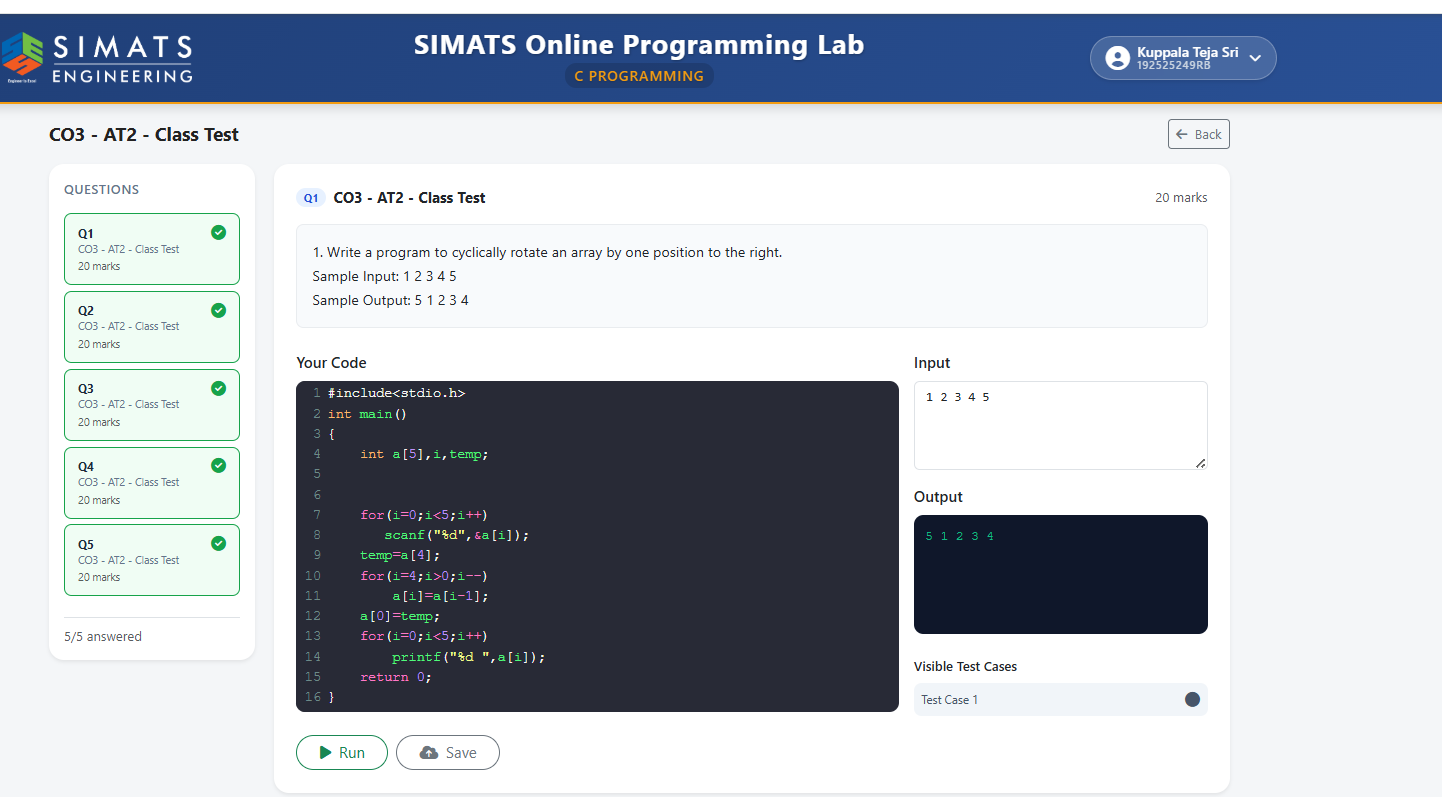 SIMATS
ENGINEERING
Engineer to Excel
SIMATS Online Programming Lab
C PROGRAMMING
Kuppala Teja Sri
192525249RB
CO3 - AT2 - Class Test
Back
QUESTIONS
Q1
CO3 - AT2 - Class Test
20 marks
Q2
CO3 - AT2 - Class Test
20 marks
Q3
CO3 - AT2 - Class Test
20 marks
Q4
CO3 - AT2 - Class Test
20 marks
Q5
CO3 - AT2 - Class Test
20 marks
5/5 answered
Q1 CO3 - AT2 - Class Test
20 marks
1. Write a program to cyclically rotate an array by one position to the right.
Sample Input: 1 2 3 4 5
Sample Output: 5 1 2 3 4
Your Code
1 #include<stdio.h>
2 int main()
3 {
4     int a[5],i,temp;
5
6
7     for(i=0;i<5;i++)
8        scanf("%d",&a[i]);
9     temp=a[4];
10     for(i=4;i>0;i--)
11         a[i]=a[i-1];
12     a[0]=temp;
13     for(i=0;i<5;i++)
14         printf("%d ",a[i]);
15     return 0;
16 }
Run
Save
Input
1 2 3 4 5
Output
5 1 2 3 4
Visible Test Cases
Test Case 1